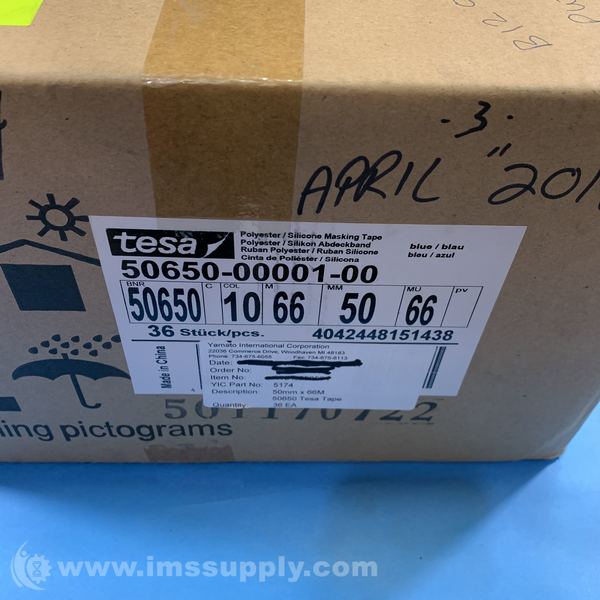 B12
-3-
APRIL "201
tesa
Polyester / Silicone Masking Tape
Polyester / Silikon Abdeckband
Ruban Polyester / Ruban Silicone
Cinta de Poliéster / Silicona
blue / blau
bleu / azul
50650-00001-00
BNR C COL M MM MU PV
50650 10 66 50 66
36 Stück/pcs. 4042448151438
Made in China
Yamato International Corporation
22036 Commerce Drive, Woodhaven MI 48183
Phone 734-675-6055 Fax 734-675-8113
Date:
Order No:
Item No:
YIC Part No: 5174
Description: 50mm x 66M
50650 Tesa Tape
Quantity: 36 EA
ling pictograms
www.imssupply.com